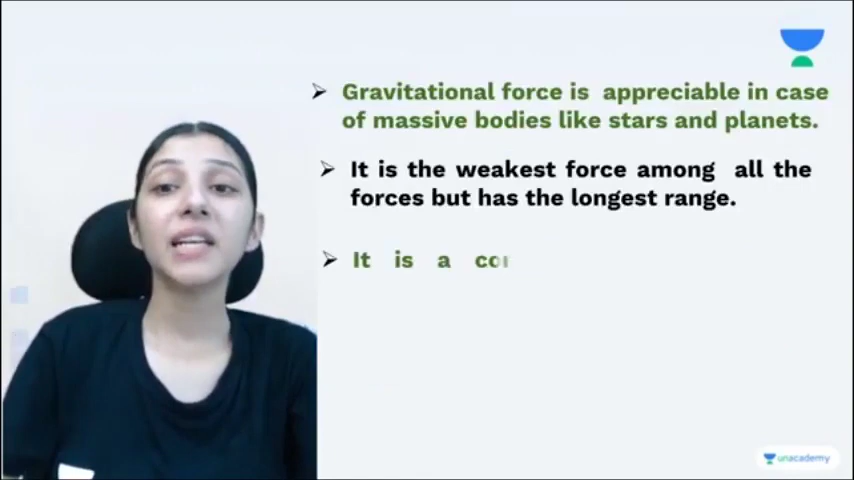 Gravitational force is appreciable in case
of massive bodies like stars and planets.
It is the weakest force among all the
forces but has the longest range.
It is a
unacademy